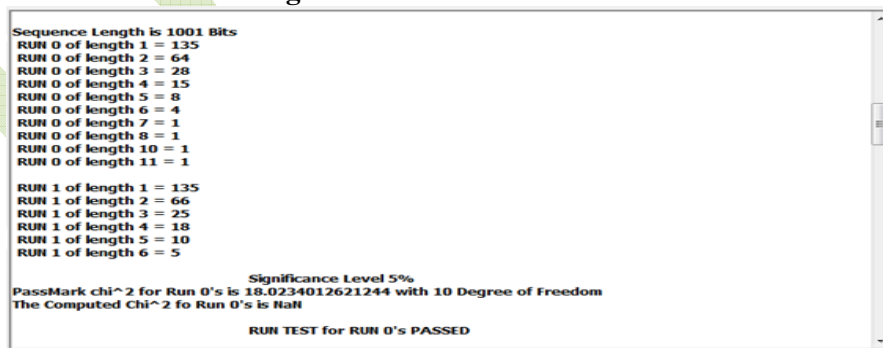 Sequence Length is 1001 Bits
RUN 0 of length 1 = 135
RUN 0 of length 2 = 64
RUN 0 of length 3 = 28
RUN 0 of length 4 = 15
RUN 0 of length 5 = 8
RUN 0 of length 6 = 4
RUN 0 of length 7 = 1
RUN 0 of length 8 = 1
RUN 0 of length 10 = 1
RUN 0 of length 11 = 1
RUN 1 of length 1 = 135
RUN 1 of length 2 = 66
RUN 1 of length 3 = 25
RUN 1 of length 4 = 18
RUN 1 of length 5 = 10
RUN 1 of length 6 = 5
Significance Level 5%
PassMark chi^2 for Run 0's is 18.0234012621244 with 10 Degree of Freedom
The Computed Chi^2 fo Run 0's is NaN
RUN TEST for RUN 0's PASSED